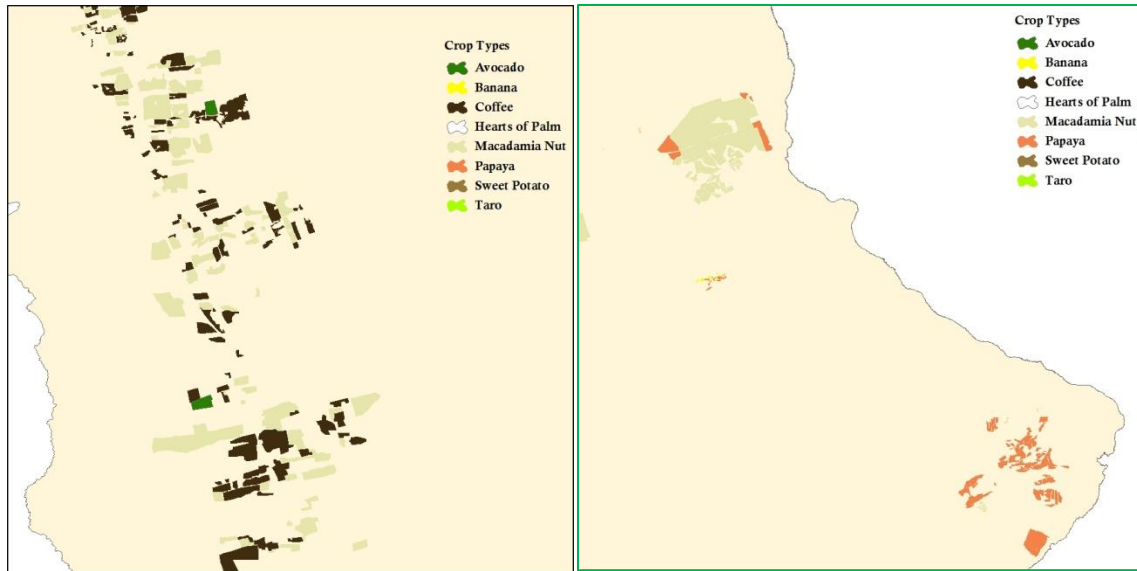 Crop Types
Avocado
Banana
Coffee
Hearts of Palm
Macadamia Nut
Papaya
Sweet Potato
Taro
Crop Types
Avocado
Banana
Coffee
Hearts of Palm
Macadamia Nut
Papaya
Sweet Potato
Taro